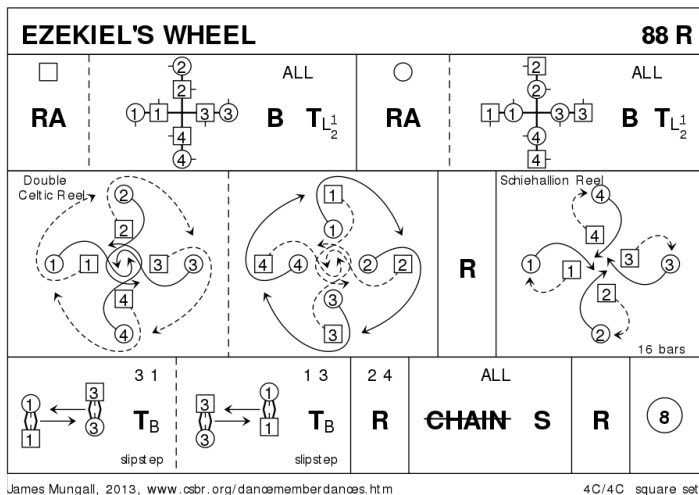 EZEKIEL'S WHEEL 88 R
RA 2 2 1 1 3 3 4 4 ALL B T L 1 2 RA 2 2 1 1 3 3 4 4 ALL B T L 1 2
Double
Celtic Reel
2 2 1 1 3 3 4 4
1 1 4 4 2 2 3 3
R
Schiehallion Reel
4 4 1 1 3 3 2 2
16 bars
3 1
1 3 1 3 TB
slipstep
1 3
3 1 3 1 TB
slipstep
2 4
R
ALL
CHAIN S
R
8
James Mungall, 2013, www.csbr.org/dancememberdances.htm 4C/4C square set